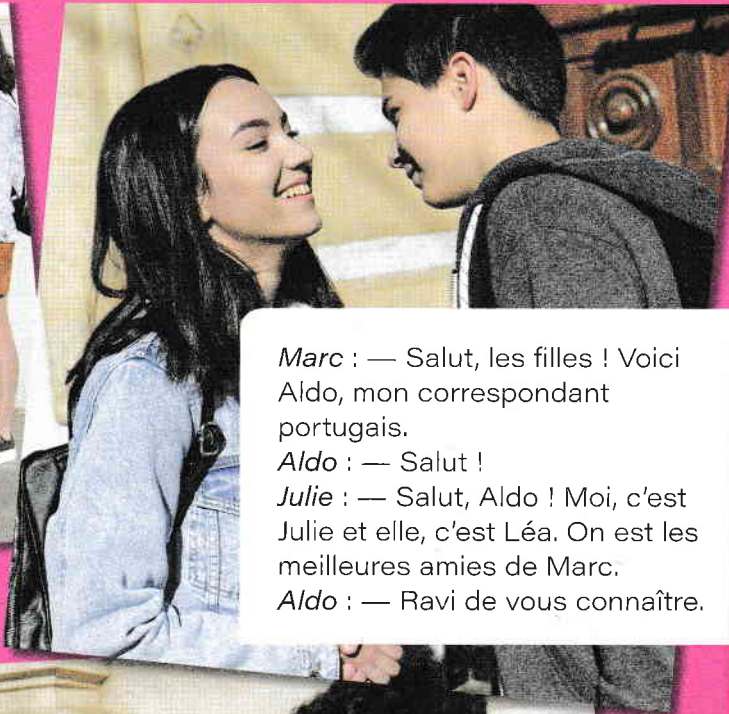 Marc : — Salut, les filles ! Voici
Aldo, mon correspondant
portugais.
Aldo : — Salut !
Julie : — Salut, Aldo ! Moi, c'est
Julie et elle, c'est Léa. On est les
meilleures amies de Marc.
Aldo : — Ravi de vous connaître.